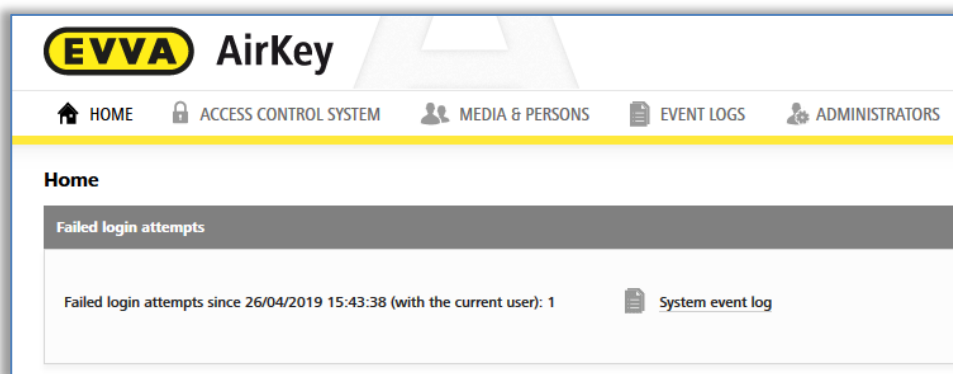 EVVA AirKey
HOME ACCESS CONTROL SYSTEM MEDIA & PERSONS EVENT LOGS ADMINISTRATORS
Home
Failed login attempts
Failed login attempts since 26/04/2019 15:43:38 (with the current user): 1 System event log